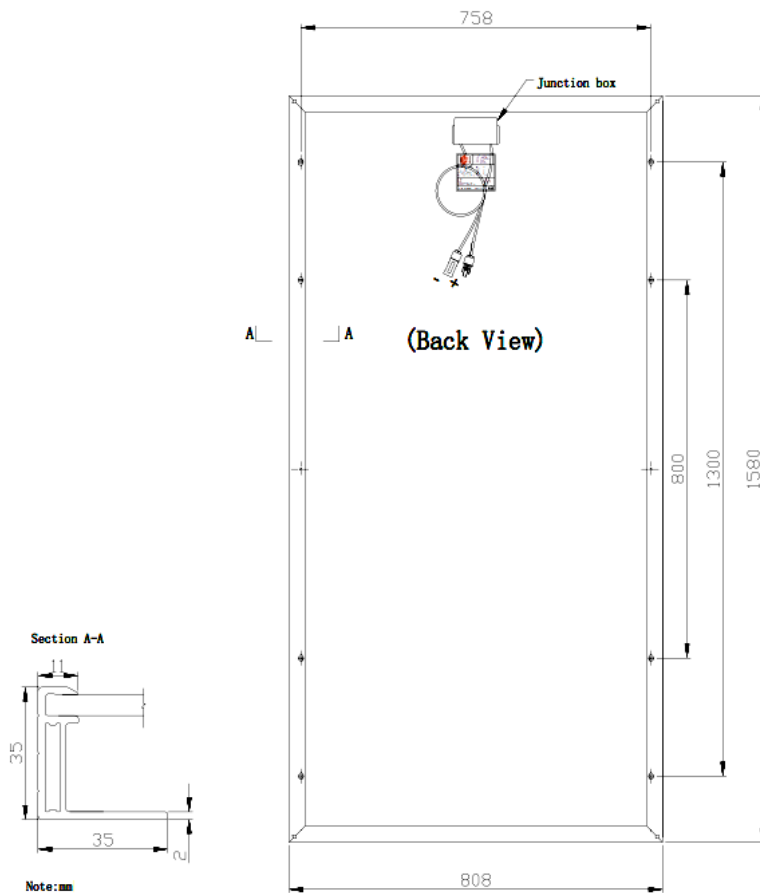 758
Junction box
- +
A A
(Back View)
800
1300
1580
Section A-A
11
35
35
2
808
Note:mm